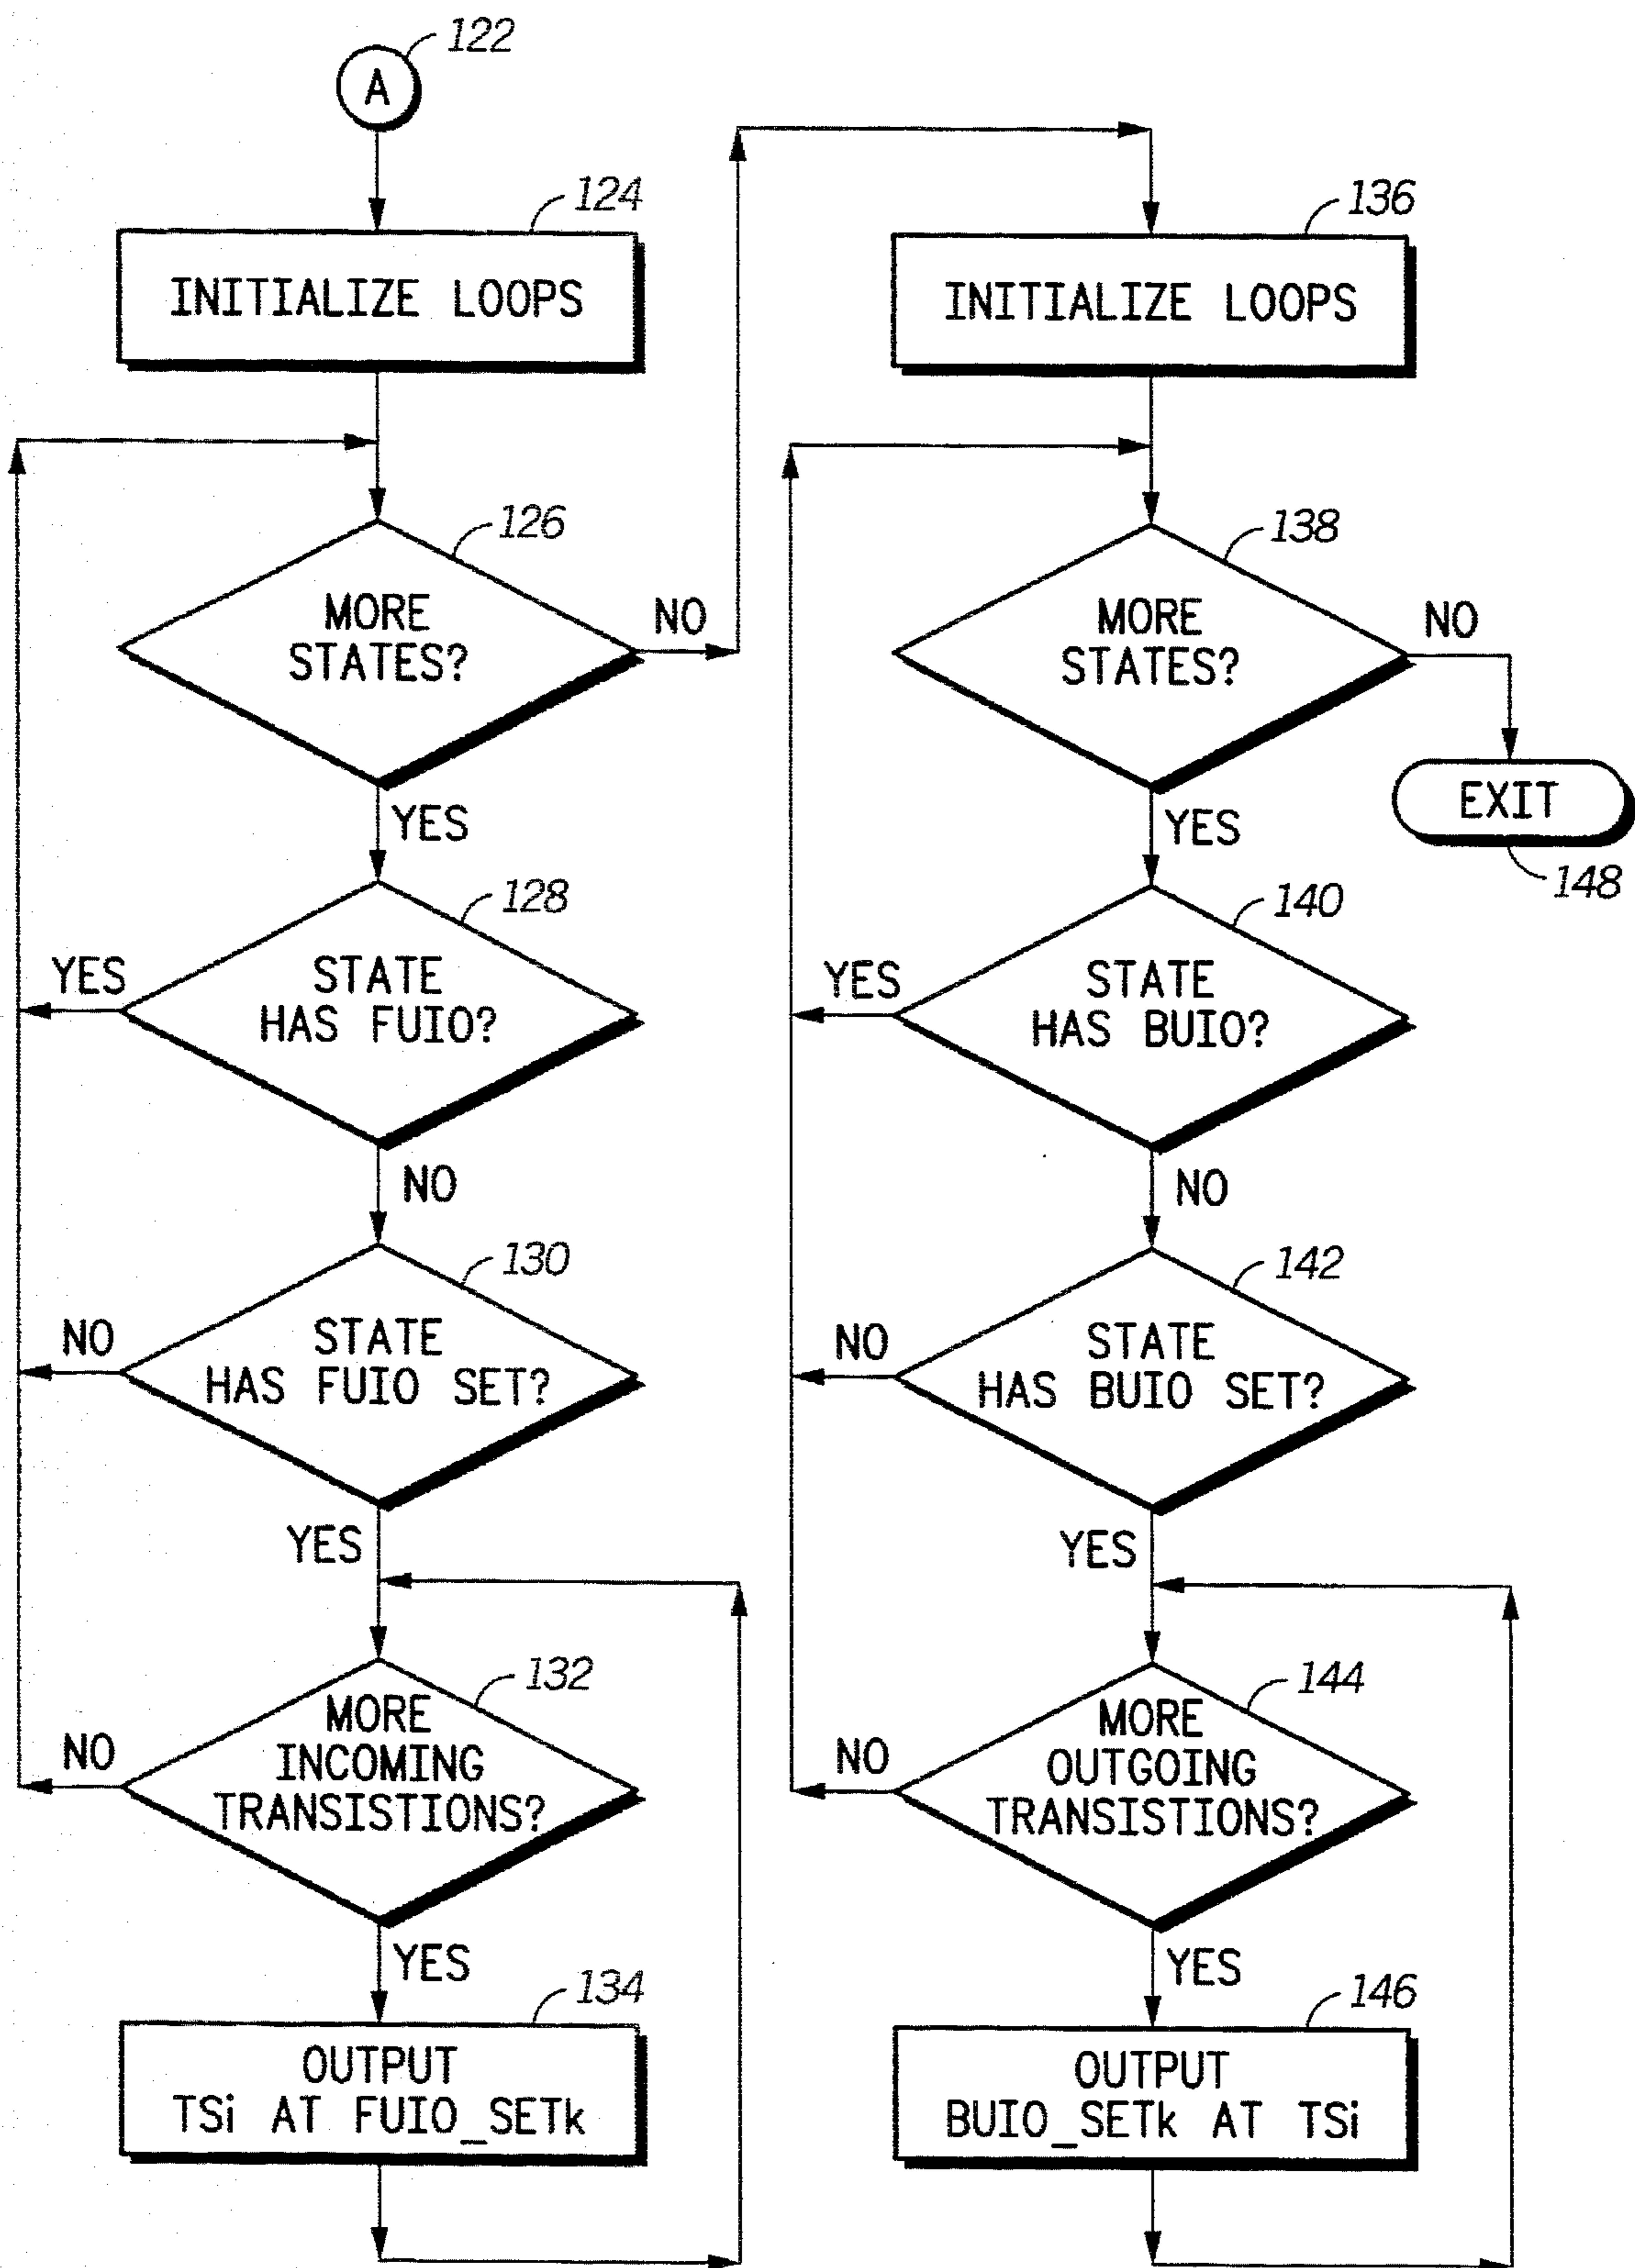 122
A
124
INITIALIZE LOOPS
126
MORE
STATES?
NO
YES
128
STATE
HAS FUIO?
YES
NO
130
STATE
HAS FUIO SET?
NO
YES
132
MORE
INCOMING
TRANSISTIONS?
NO
YES
134
OUTPUT
TSi AT FUIO_SETk
136
INITIALIZE LOOPS
138
MORE
STATES?
NO
EXIT
148
YES
140
STATE
HAS BUIO?
YES
NO
142
STATE
HAS BUIO SET?
NO
YES
144
MORE
OUTGOING
TRANSISTIONS?
NO
YES
146
OUTPUT
BUIO_SETk AT TSi